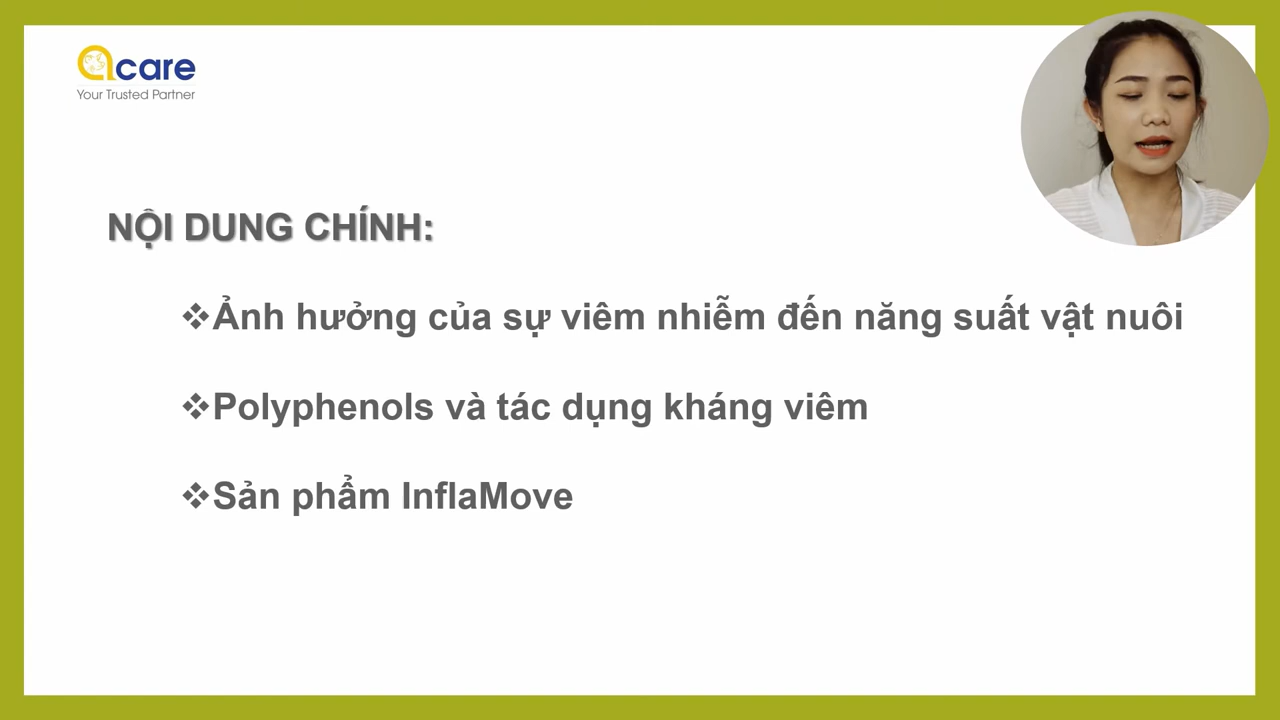 acare
Your Trusted Partner
NỘI DUNG CHÍNH:
❖Ảnh hưởng của sự viêm nhiễm đến năng suất vật nuôi
❖Polyphenols và tác dụng kháng viêm
❖Sản phẩm InflaMove